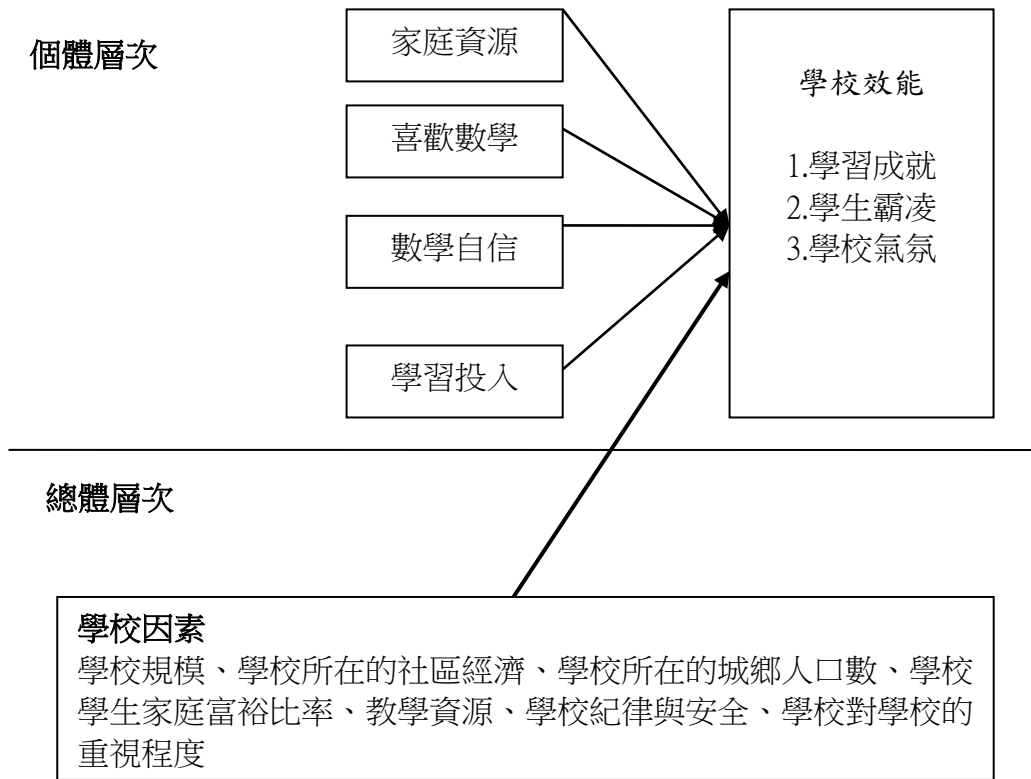 個體層次
家庭資源
喜歡數學
數學自信
學習投入
學校效能
1.學習成就
2.學生霸凌
3.學校氣氛
總體層次
學校因素
學校規模、學校所在的社區經濟、學校所在的城鄉人口數、學校
學生家庭富裕比率、教學資源、學校紀律與安全、學校對學校的
重視程度